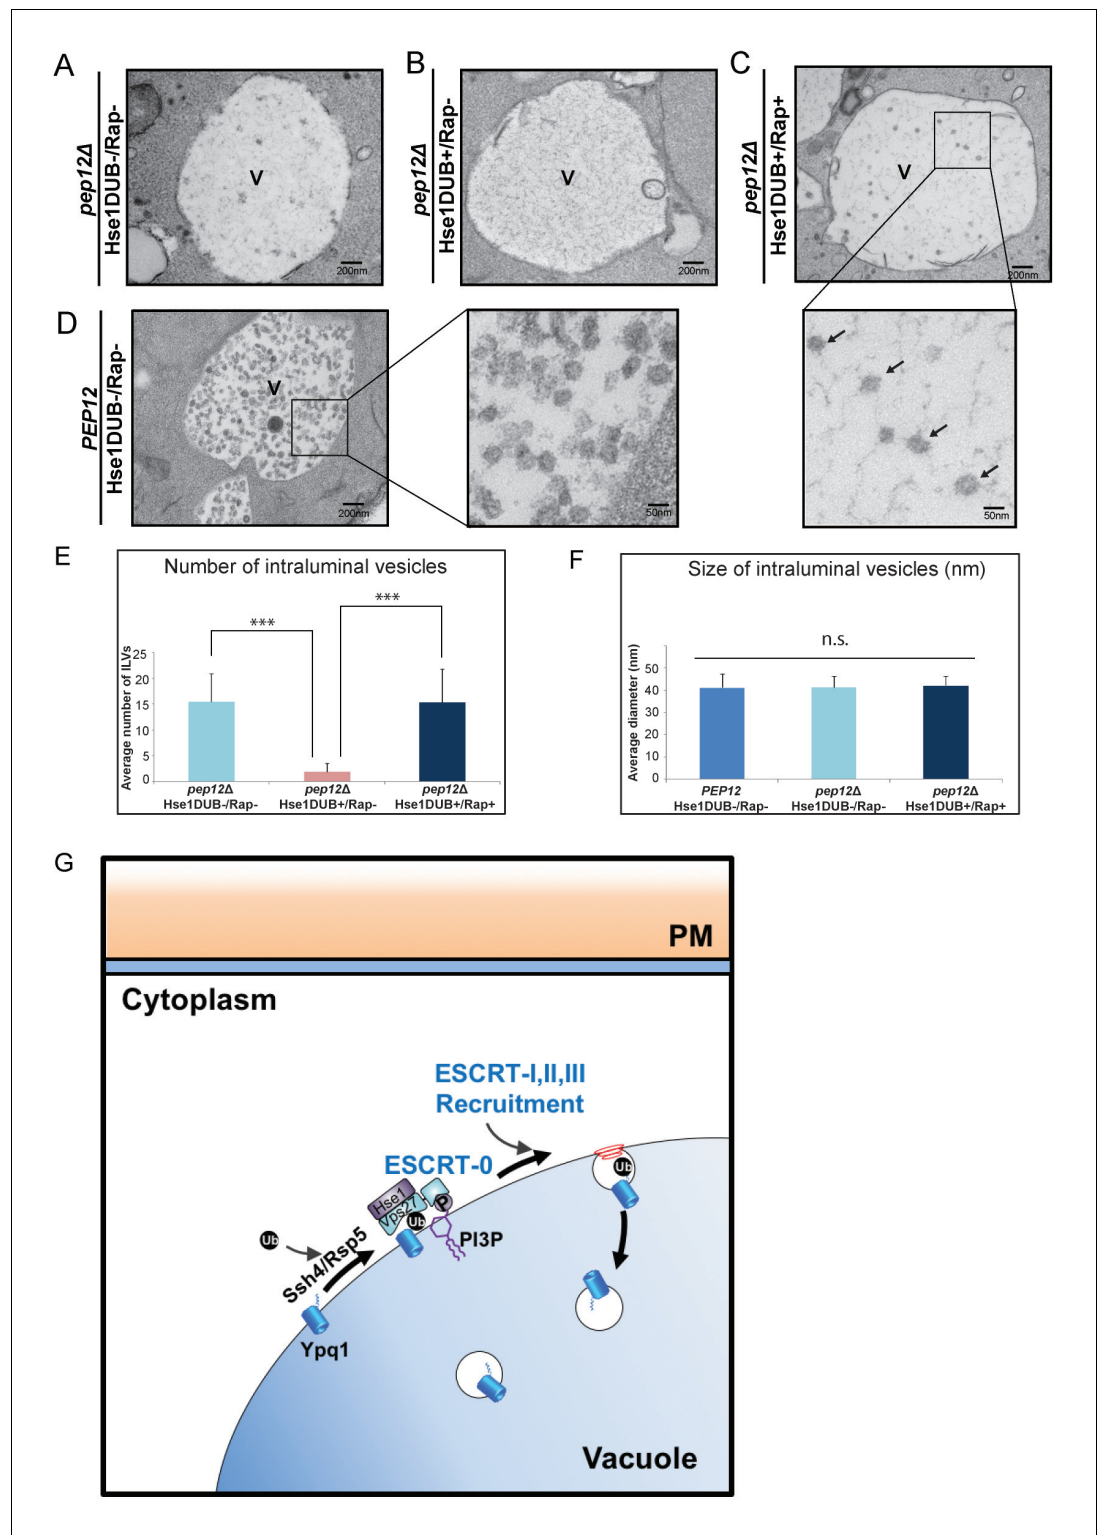 A
pep12Δ
Hse1DUB-/Rap-
V
200nm
B
pep12Δ
Hse1DUB+/Rap-
V
200nm
C
pep12Δ
Hse1DUB+/Rap+
V
200nm
50nm
D
PEP12
Hse1DUB-/Rap-
V
200nm
50nm
E
Number of intraluminal vesicles
***
***
Average number of ILVs
25
20
15
10
5
0
pep12Δ
Hse1DUB-/Rap-
pep12Δ
Hse1DUB+/Rap-
pep12Δ
Hse1DUB+/Rap+
F
Size of intraluminal vesicles (nm)
n.s.
Average diameter (nm)
50
40
30
20
10
0
PEP12
Hse1DUB-/Rap-
pep12Δ
Hse1DUB-/Rap-
pep12Δ
Hse1DUB+/Rap+
G
PM
Cytoplasm
ESCRT-I,II,III
Recruitment
ESCRT-0
Hse1
Vps27
P
Ub
PI3P
Ub
Ub
Ssh4/Rsp5
Ypq1
Vacuole